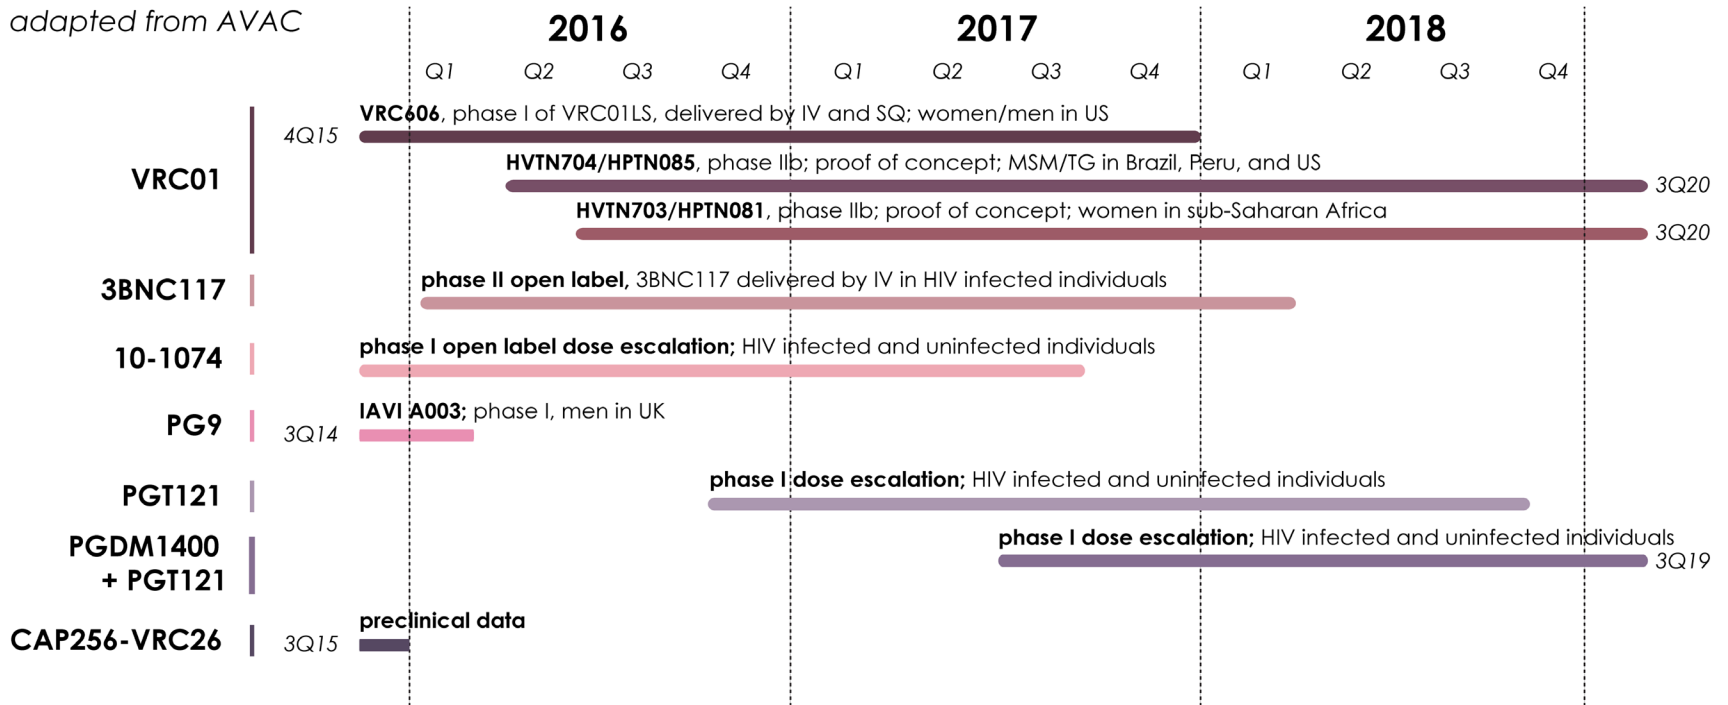 adapted from AVAC
2016 2017 2018
Q1 Q2 Q3 Q4 Q1 Q2 Q3 Q4 Q1 Q2 Q3 Q4
VRC01
VRC606, phase I of VRC01LS, delivered by IV and SQ; women/men in US
4Q15
HVTN704/HPTN085, phase IIb; proof of concept; MSM/TG in Brazil, Peru, and US
3Q20
HVTN703/HPTN081, phase IIb; proof of concept; women in sub-Saharan Africa
3Q20
3BNC117
phase II open label, 3BNC117 delivered by IV in HIV infected individuals
10-1074
phase I open label dose escalation; HIV infected and uninfected individuals
PG9
IAVI A003; phase I, men in UK
3Q14
PGT121
phase I dose escalation; HIV infected and uninfected individuals
PGDM1400
+ PGT121
phase I dose escalation; HIV infected and uninfected individuals
3Q19
CAP256-VRC26
preclinical data
3Q15